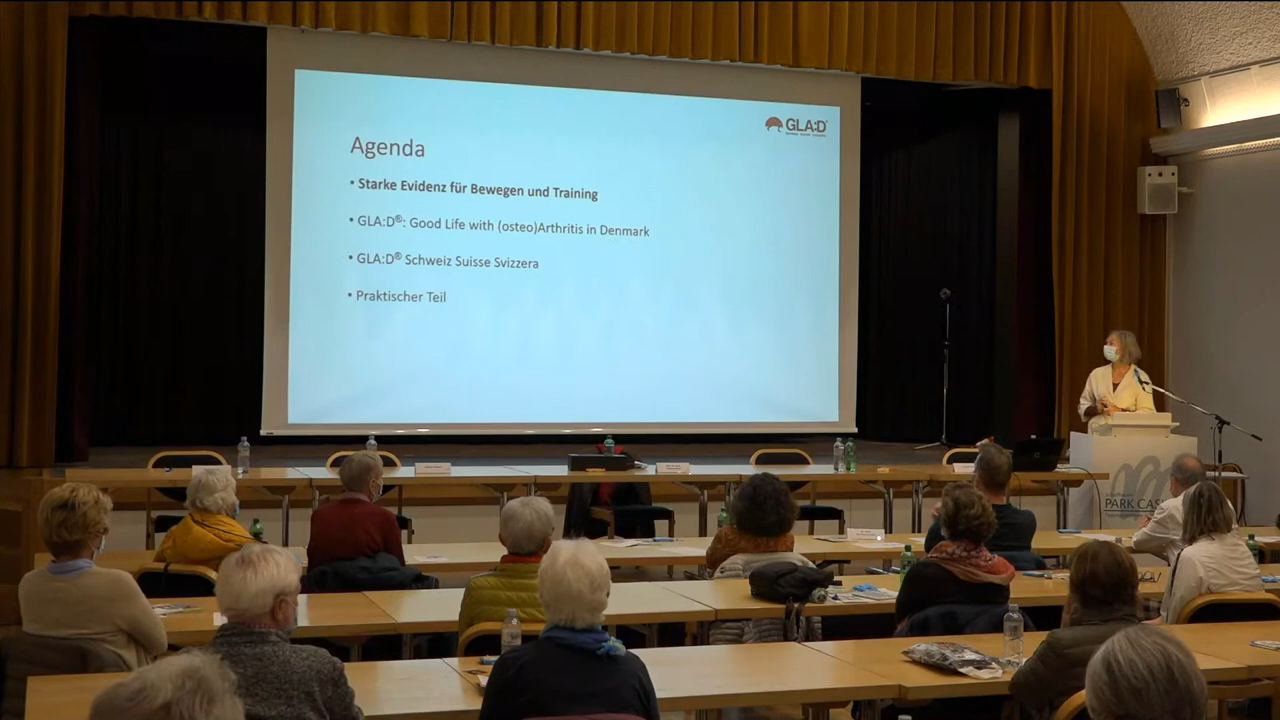 GLA:D®
Agenda
• Starke Evidenz für Bewegen und Training
• GLA:D®: Good Life with (osteo)Arthritis in Denmark
• GLA:D® Schweiz Suisse Svizzera
• Praktischer Teil
PARK